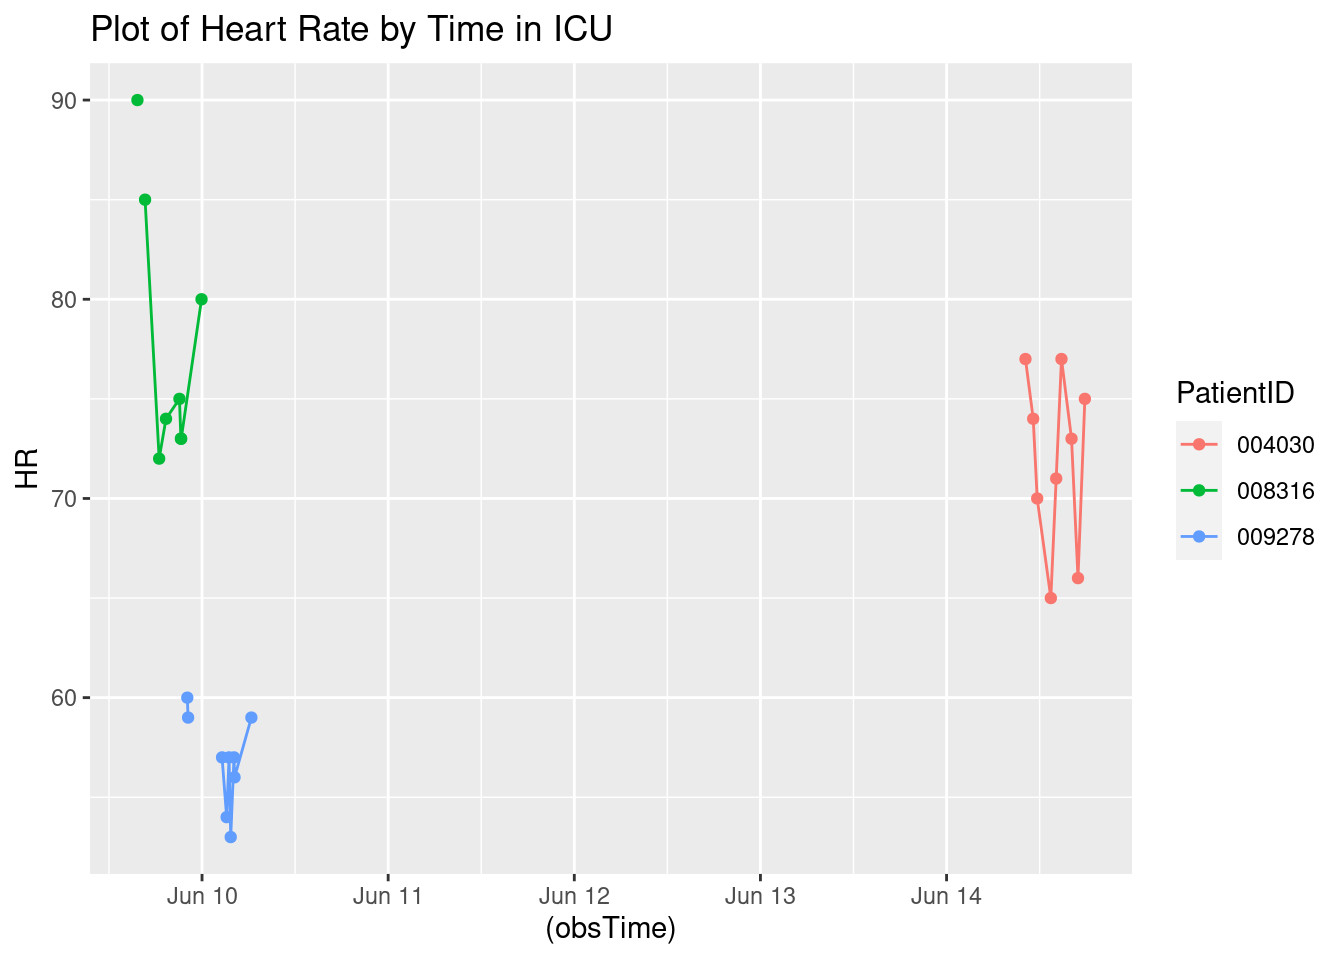 Plot of Heart Rate by Time in ICU
90
80
70
60
HR
Jun 10
Jun 11
Jun 12
Jun 13
Jun 14
(obsTime)
PatientID
004030
008316
009278